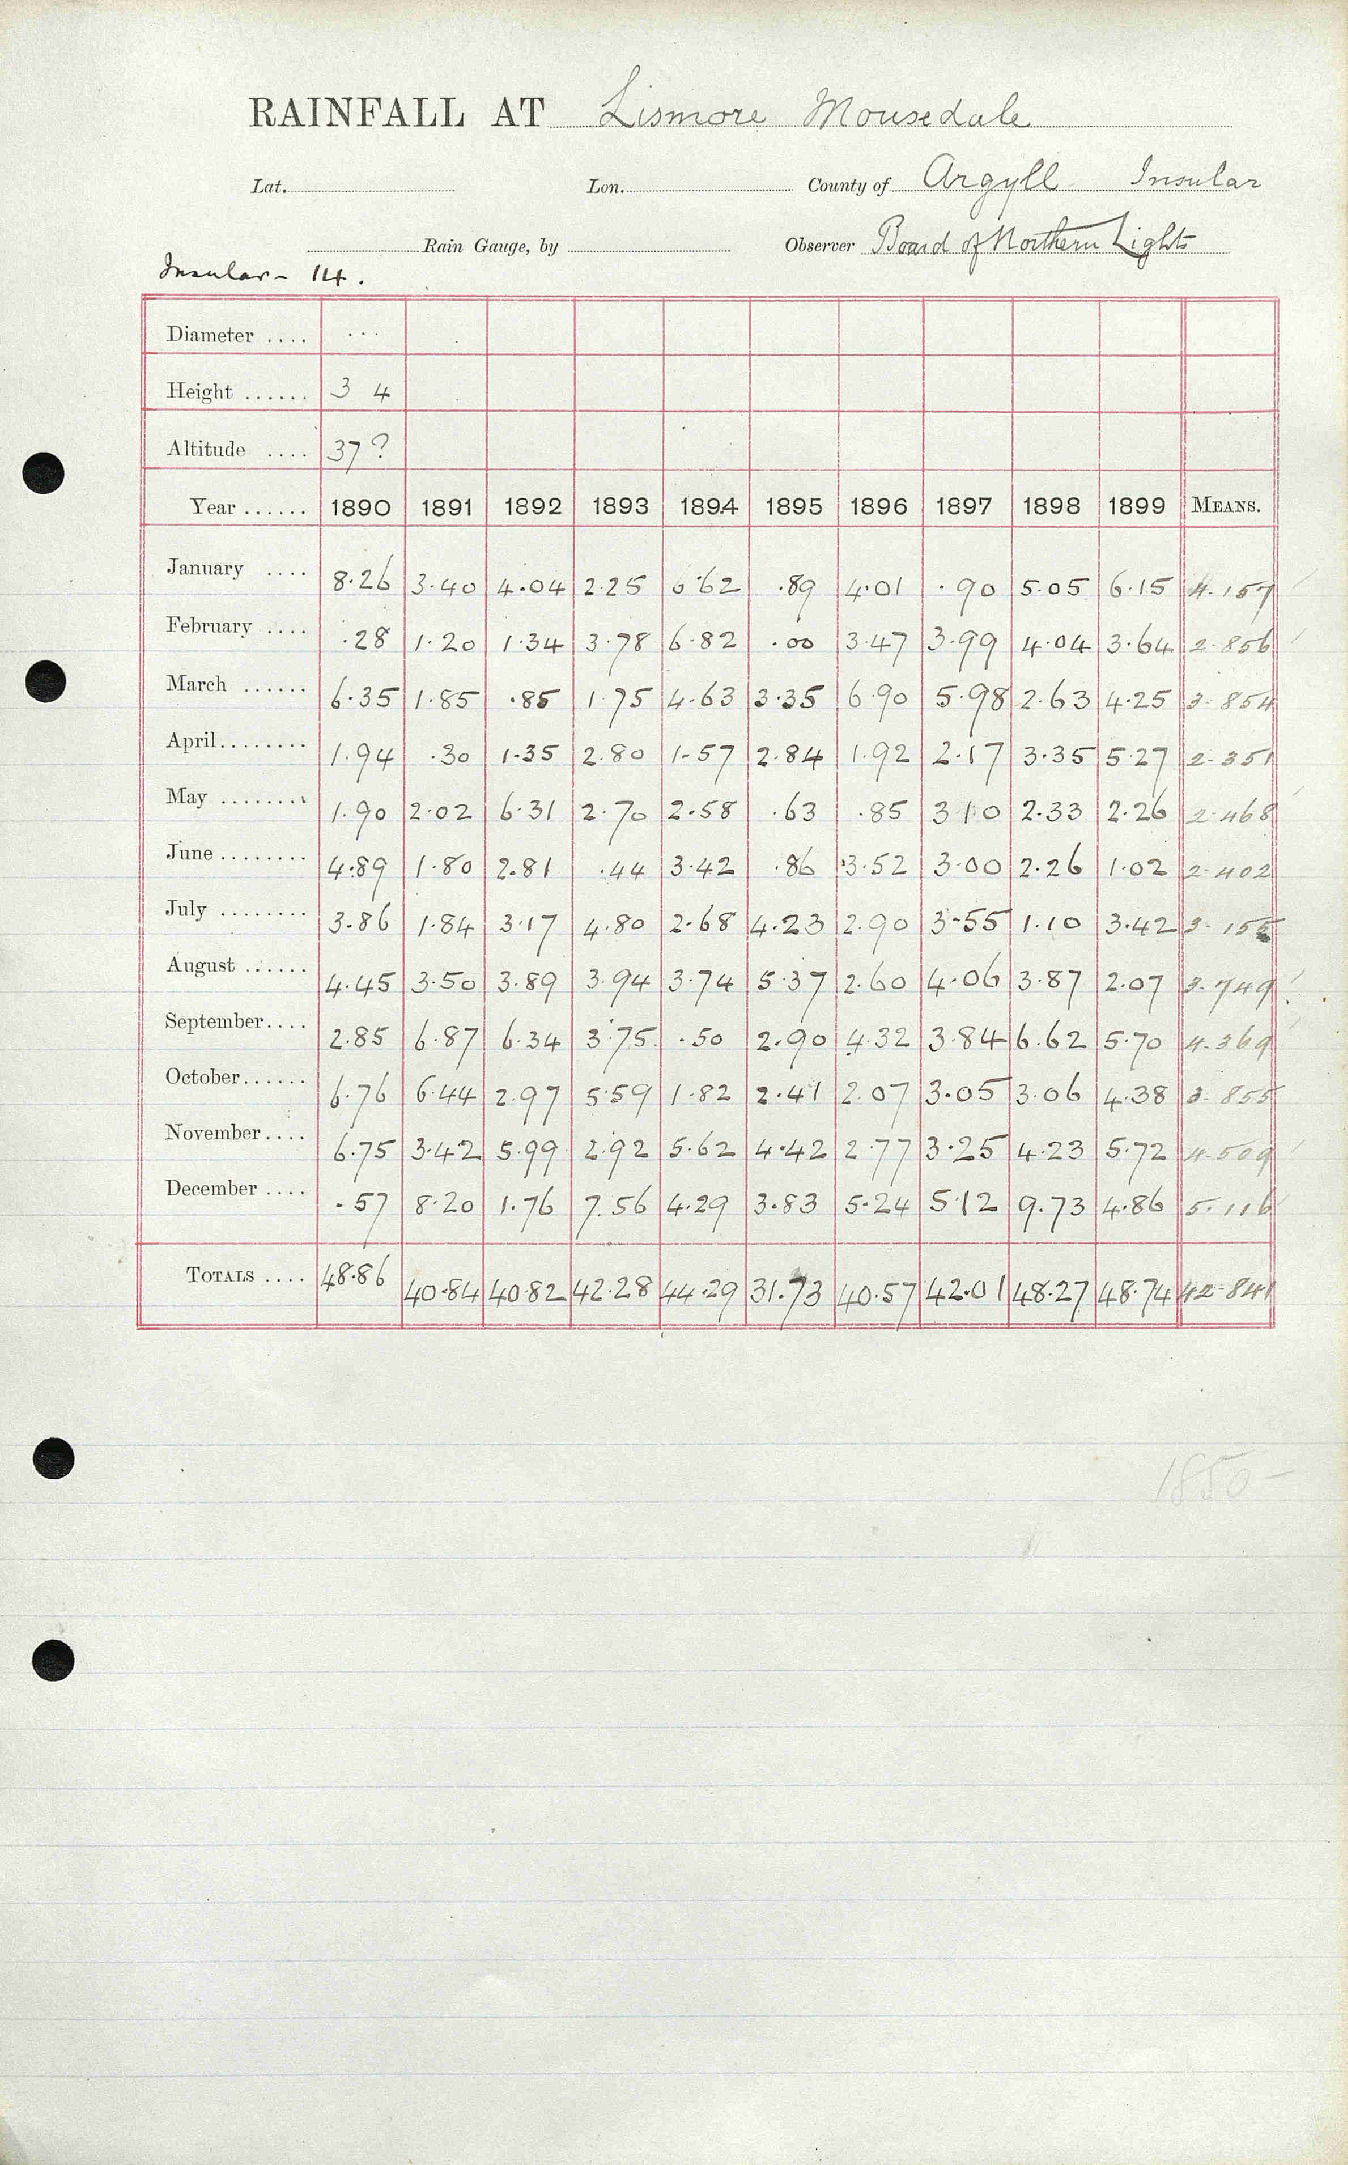 RAINFALL AT Lismore Mousedale
Lat. Lon. County of Argyll Insular
Rain Gauge, by Observer Board of Northern Lights
Insular - 14.
Diameter .... ...
Height ...... 3 4
Altitude .... 37?
Year ...... 1890 1891 1892 1893 1894 1895 1896 1897 1898 1899 MEANS.
January .... 8.26 3.40 4.04 2.25 6.62 .89 4.01 .90 5.05 6.15 4.157
February .... .28 1.20 1.34 3.78 6.82 .00 3.47 3.99 4.04 3.64 2.856
March ...... 6.35 1.85 .85 1.75 4.63 3.35 6.90 5.98 2.63 4.25 3.854
April........ 1.94 .30 1.35 2.80 1.57 2.84 1.92 2.17 3.35 5.27 2.351
May ........ 1.90 2.02 6.31 2.70 2.58 .63 .85 3.10 2.33 2.26 2.468
June ........ 4.89 1.80 2.81 .44 3.42 .86 3.52 3.00 2.26 1.02 2.402
July ........ 3.86 1.84 3.17 4.80 2.68 4.23 2.90 3.55 1.10 3.42 3.155
August ...... 4.45 3.50 3.89 3.94 3.74 5.37 2.60 4.06 3.87 2.07 3.749
September.... 2.85 6.87 6.34 3.75 .50 2.90 4.32 3.84 6.62 5.70 4.369
October...... 6.76 6.44 2.97 5.59 1.82 2.41 2.07 3.05 3.06 4.38 3.855
November.... 6.75 3.42 5.99 2.92 5.62 4.42 2.77 3.25 4.23 5.72 4.509
December .... .57 8.20 1.76 7.56 4.29 3.83 5.24 5.12 9.73 4.86 5.116
TOTALS .... 48.86 40.84 40.82 42.28 44.29 31.73 40.57 42.01 48.27 48.74 42.841
1850-